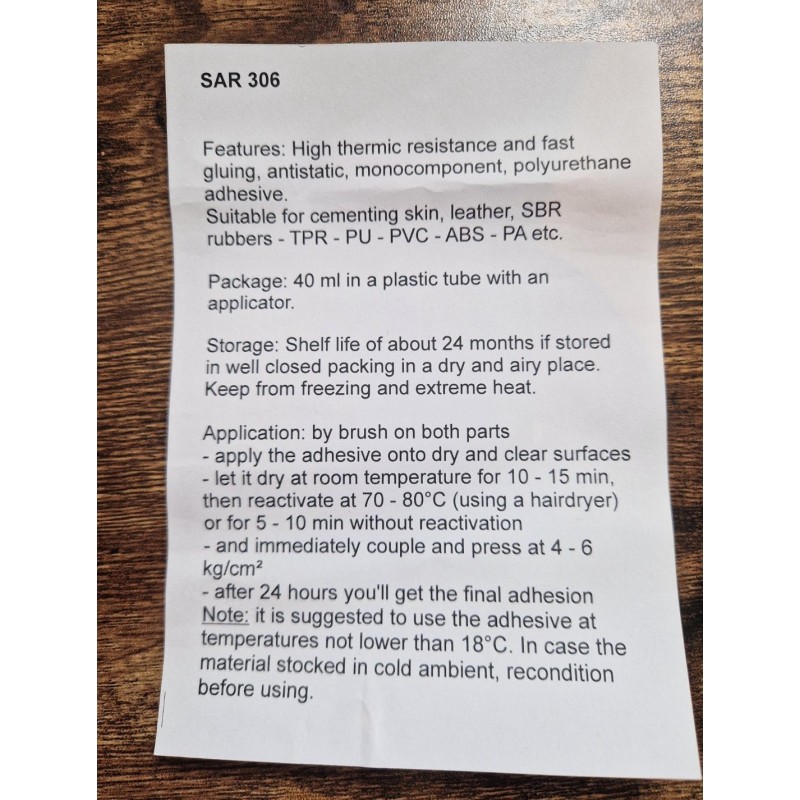 SAR 306
Features: High thermic resistance and fast
gluing, antistatic, monocomponent, polyurethane
adhesive.
Suitable for cementing skin, leather, SBR
rubbers - TPR - PU - PVC - ABS - PA etc.
Package: 40 ml in a plastic tube with an
applicator.
Storage: Shelf life of about 24 months if stored
in well closed packing in a dry and airy place.
Keep from freezing and extreme heat.
Application: by brush on both parts
- apply the adhesive onto dry and clear surfaces
- let it dry at room temperature for 10 - 15 min,
then reactivate at 70 - 80°C (using a hairdryer)
or for 5 - 10 min without reactivation
- and immediately couple and press at 4 - 6
kg/cm²
- after 24 hours you'll get the final adhesion
Note: it is suggested to use the adhesive at
temperatures not lower than 18°C. In case the
material stocked in cold ambient, recondition
before using.